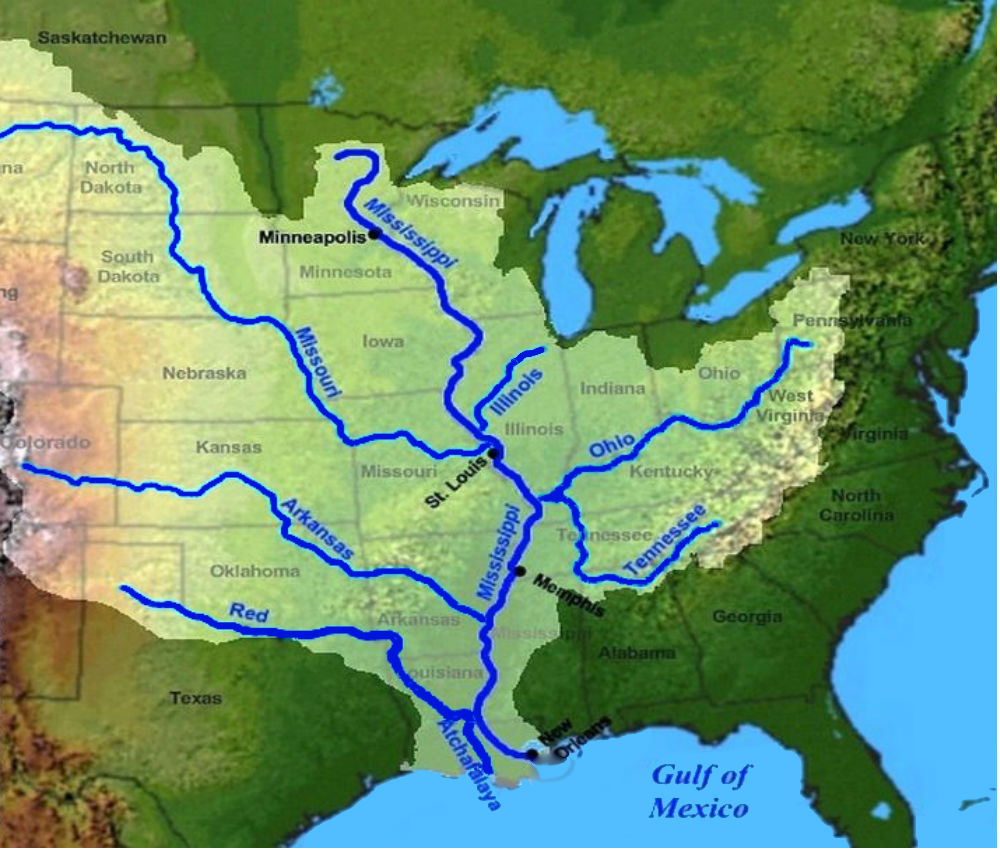 Saskatchewan
na
North
Dakota
Wisconsin
Mississippi
Minneapolis
New York
South
Dakota
Minnesota
ng
Pennsylvania
Iowa
Missouri
Nebraska
Illinois
Indiana
Ohio
West
Virginia
Colorado
Kansas
Illinois
Ohio
Virginia
Missouri
St. Louis
Kentucky
North
Carolina
Arkansas
Mississippi
Tennessee
Tennessee
Oklahoma
Memphis
Red
Arkansas
Mississippi
Georgia
Alabama
Louisiana
Texas
Atchafalaya
New
Orleans
Gulf of
Mexico